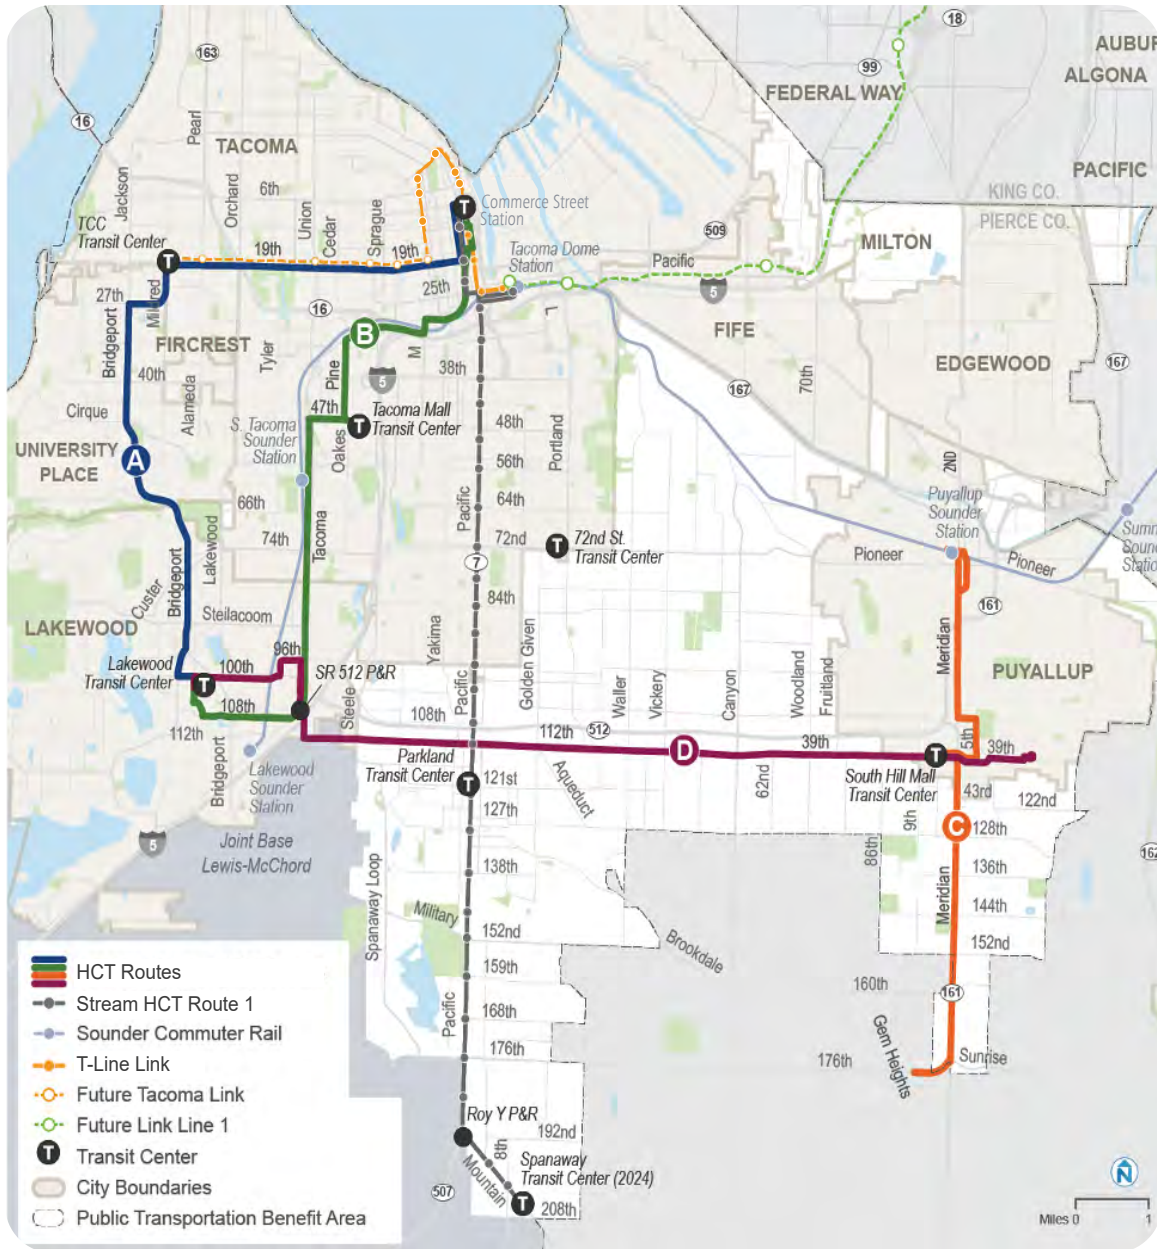 18
AUBUR
ALGONA
99
FEDERAL WAY
163
16
Pearl
TACOMA
PACIFIC
KING CO.
PIERCE CO.
Jackson
6th
Orchard
Union
Cedar
Sprague
Commerce Street
Station
TCC
Transit Center
509
MILTON
19th
19th
Tacoma Dome
Station
Pacific
5
27th
Mildred
25th
16
L
FIFE
FIRCREST
B
M
EDGEWOOD
Bridgeport
Tyler
38th
Pine
5
70th
167
40th
167
Alameda
Cirque
47th
Tacoma Mall
Transit Center
T
48th
S. Tacoma
Sounder
Station
Oakes
Portland
UNIVERSITY
PLACE
A
56th
2ND
66th
64th
Pacific
Puyallup
Sounder
Station
Summ
Soun
Statio
Lakewood
74th
Tacoma
72nd
T
72nd St.
Transit Center
Pioneer
Pioneer
7
Bridgeport
Custer
84th
161
Steilacoom
LAKEWOOD
Yakima
Golden Given
Meridian
96th
Lakewood
Transit Center
100th
SR 512 P&R
PUYALLUP
T
Pacific
Waller
Vickery
Canyon
Woodland
Fruitland
108th
Steele
108th
112th
112th
512
5th
39th
39th
D
Bridgeport
Lakewood
Sounder
Station
Parkland
Transit Center
T
121st
Aqueduct
62nd
T
South Hill Mall
Transit Center
43rd
122nd
127th
9th
C
128th
5
Joint Base
Lewis-McChord
86th
162
138th
136th
Spanaway Loop
Meridian
144th
Military
152nd
Brookdale
152nd
159th
160th
161
Pacific
168th
Gem Heights
176th
176th
Sunrise
Roy Y P&R
192nd
8th
Mountain
Spanaway
Transit Center (2024)
507
T
208th
HCT Routes
Stream HCT Route 1
Sounder Commuter Rail
T-Line Link
Future Tacoma Link
Future Link Line 1
T
Transit Center
City Boundaries
Public Transportation Benefit Area
N
Miles 0
1